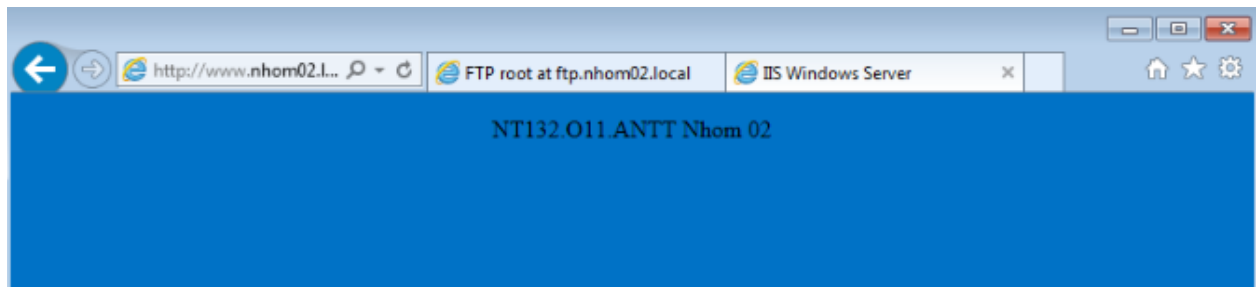 http://www.nhom02.l...
FTP root at ftp.nhom02.local
IIS Windows Server
NT132.O11.ANTT Nhom 02